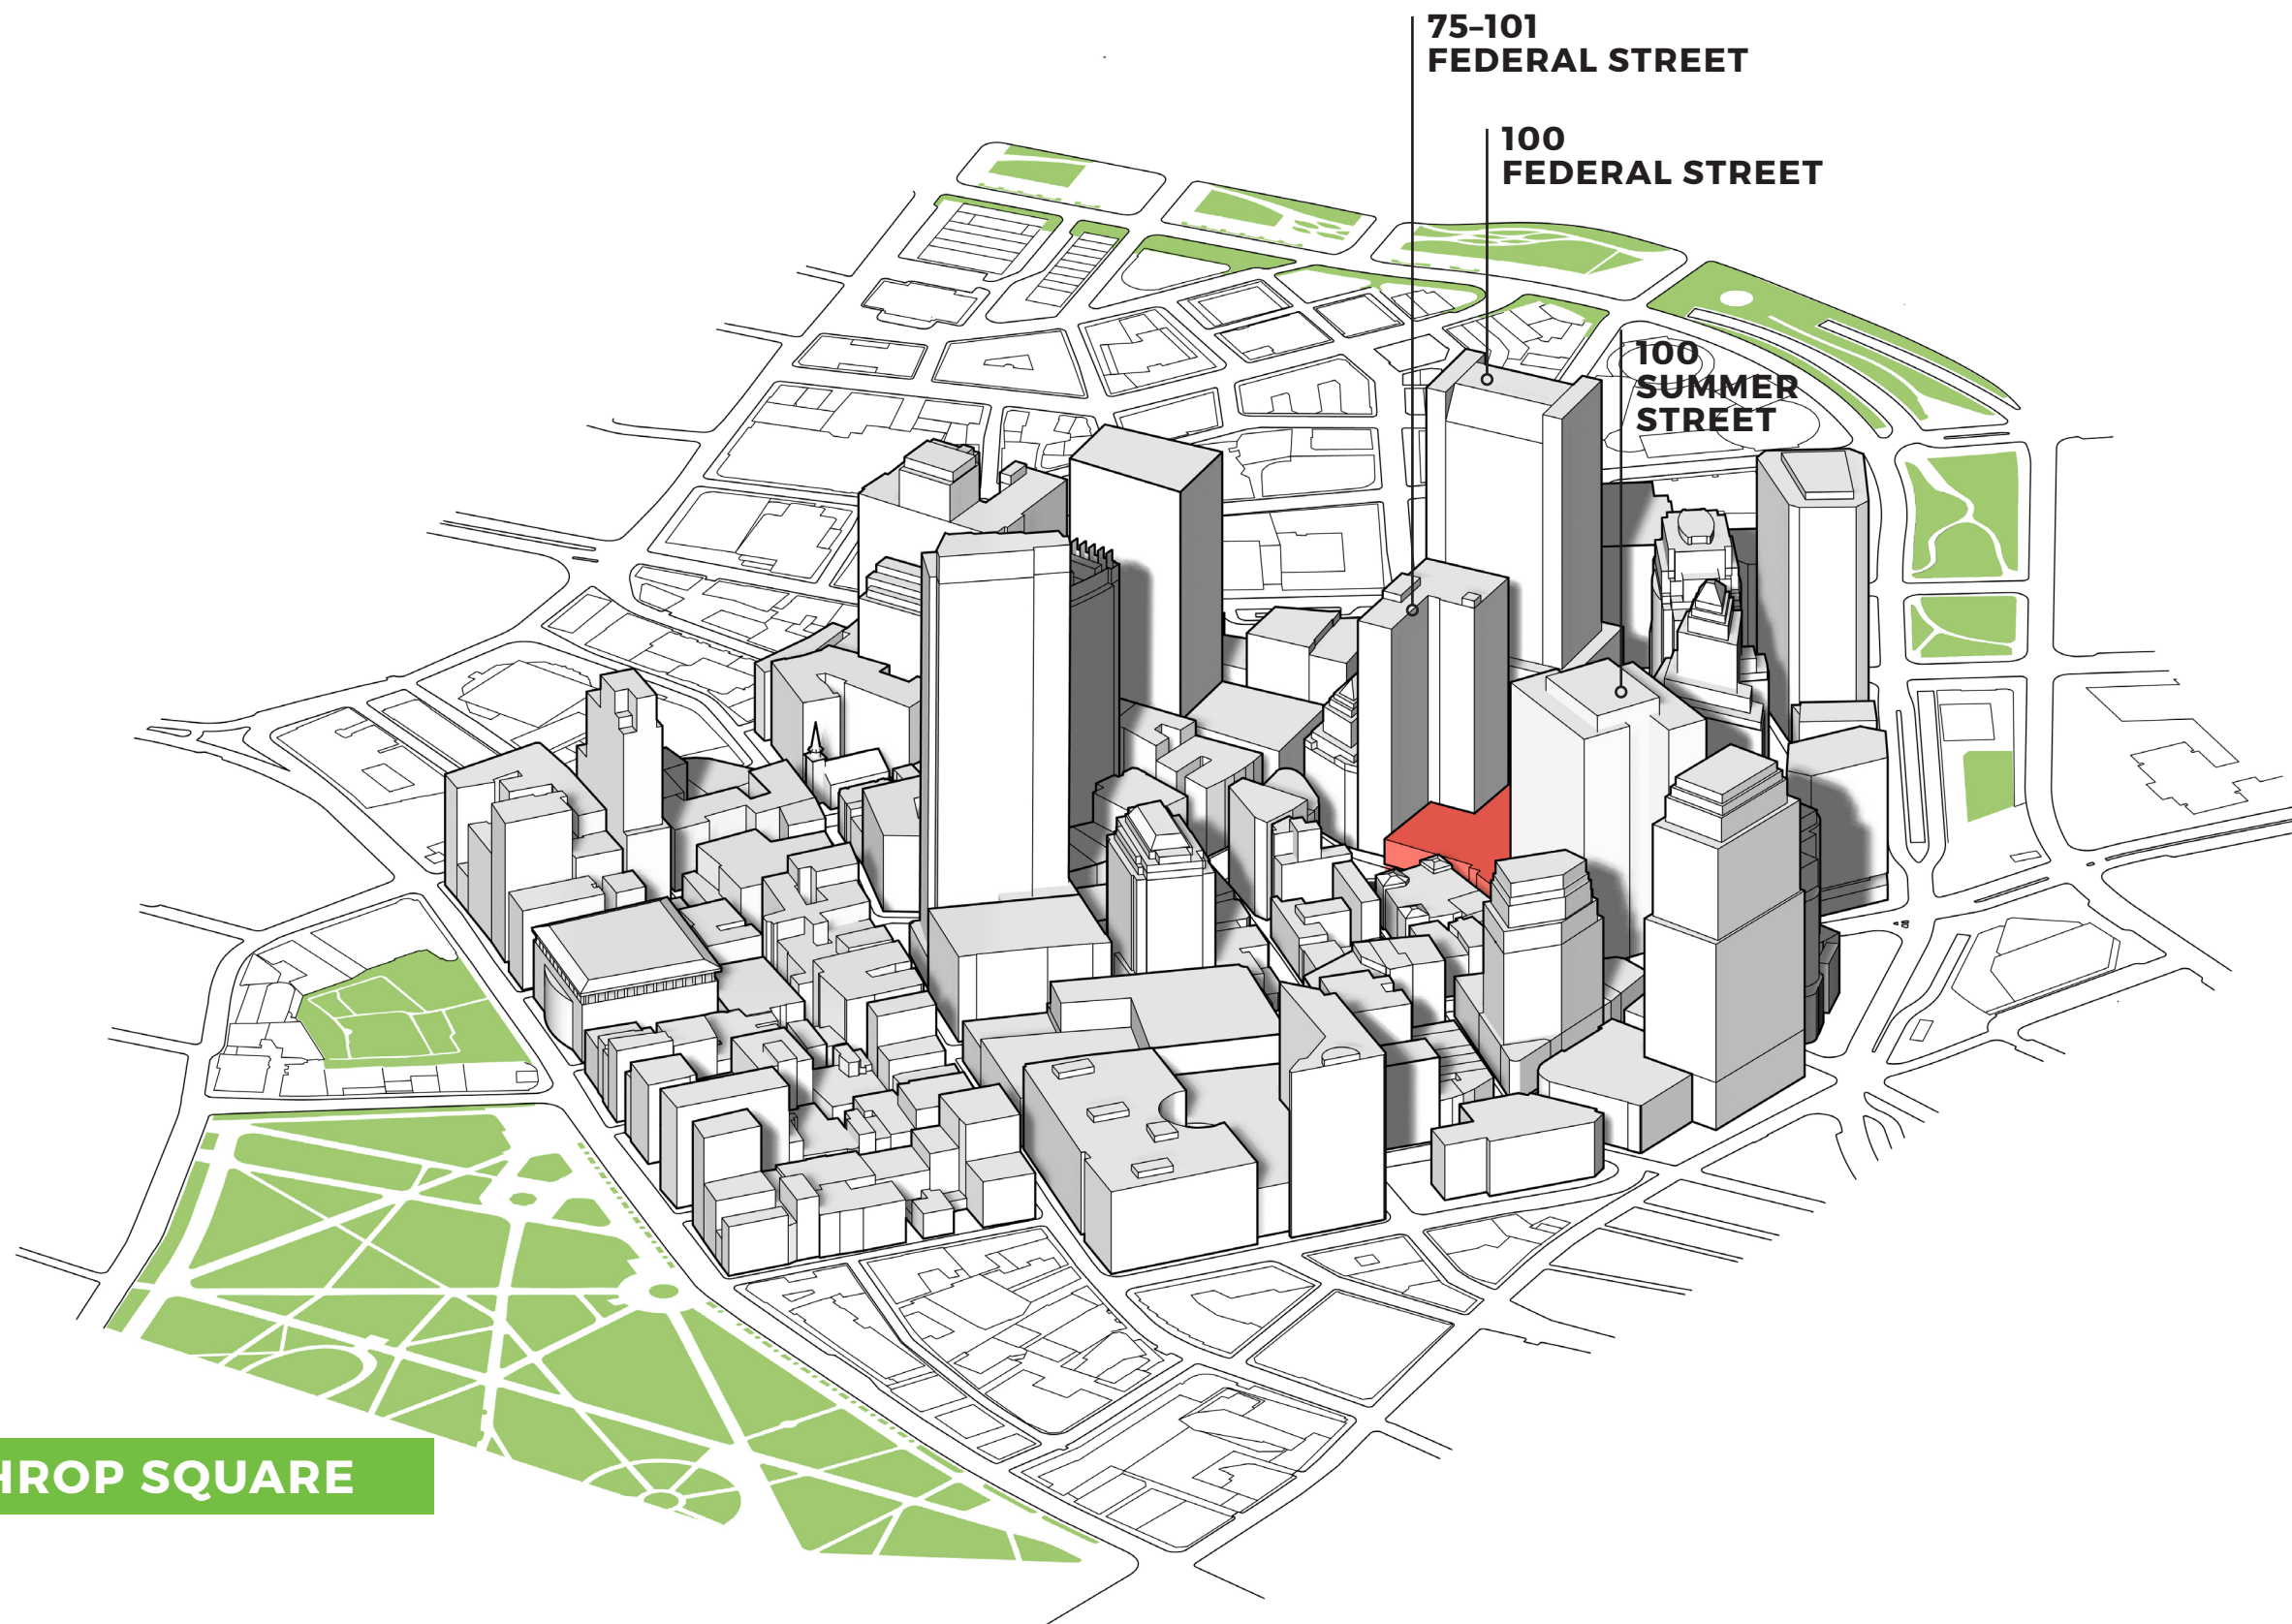 75–101
FEDERAL STREET
100
FEDERAL STREET
100
SUMMER
STREET
HROP SQUARE